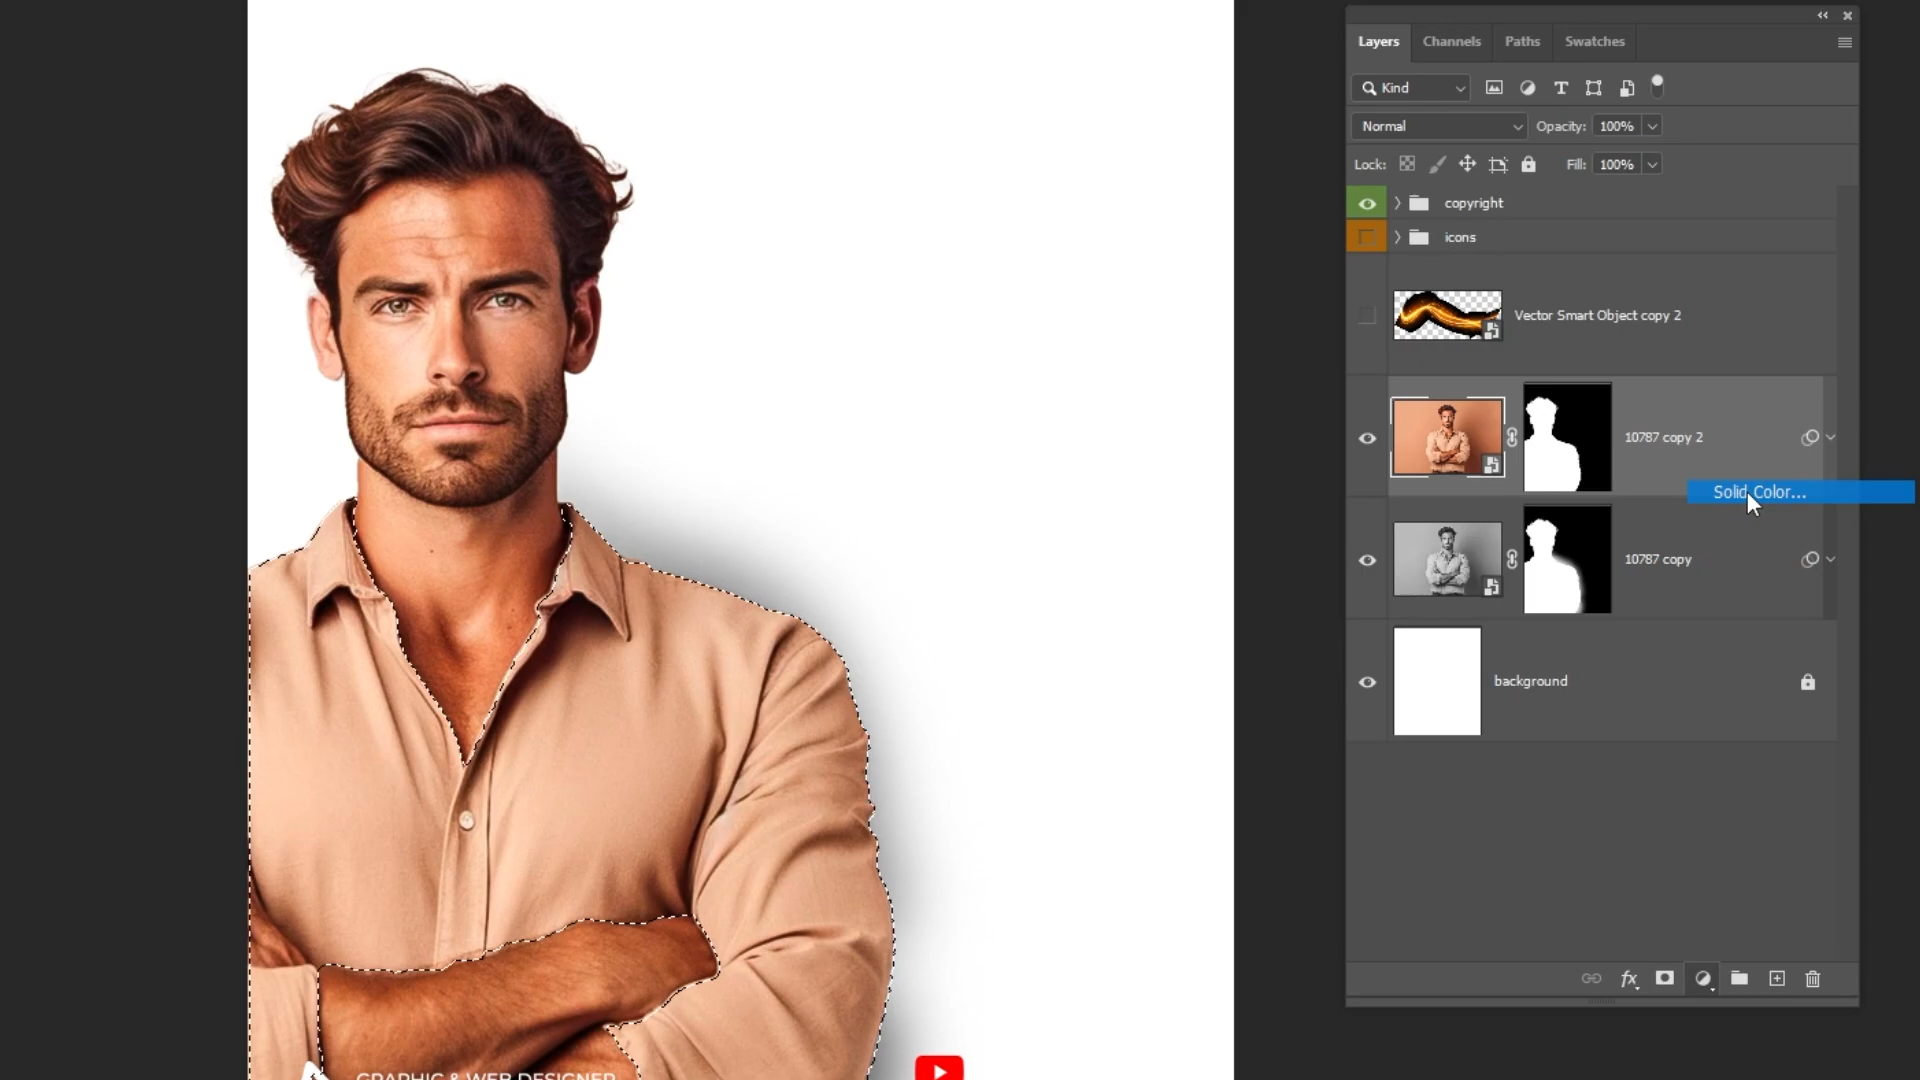 Layers Channels Paths Swatches
Kind
Normal Opacity: 100%
Lock: Fill: 100%
copyright
icons
Vector Smart Object copy 2
10787 copy 2
Solid Color...
10787 copy
background
fx
GRAPHIC & WEB DESIGNER